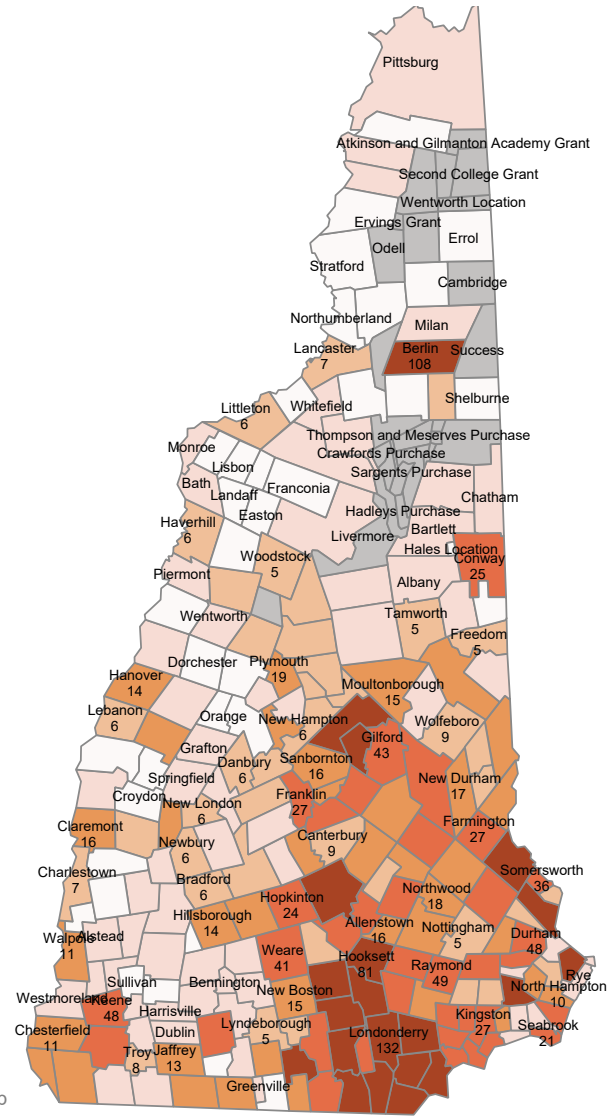 Pittsburg
Atkinson and Gilmanton Academy Grant
Second College Grant
Wentworth Location
Ervings Grant
Errol
Odell
Stratford
Cambridge
Northumberland
Milan
Lancaster
7
Berlin
108
Success
Shelburne
Littleton
6
Whitefield
Thompson and Meserves Purchase
Monroe
Crawfords Purchase
Lisbon
Sargents Purchase
Bath
Franconia
Landaff
Chatham
Easton
Hadleys Purchase
Haverhill
6
Bartlett
Livermore
Hales Location
Woodstock
5
Conway
25
Piermont
Albany
Wentworth
Tamworth
5
Freedom
5
Dorchester
Plymouth
19
Hanover
14
Moultonborough
15
Lebanon
6
Orange
New Hampton
6
Wolfeboro
9
Gilford
43
Grafton
Danbury
6
Sanbornton
16
Springfield
New Durham
17
Croydon
New London
6
Franklin
27
Claremont
16
Farmington
27
Newbury
6
Canterbury
9
Charlestown
7
Somersworth
36
Bradford
6
Hopkinton
24
Northwood
18
Hillsborough
14
Allenstown
16
Nottingham
5
Durham
48
Walpole
11
Alstead
Weare
41
Hooksett
81
Raymond
49
Rye
Sullivan
Bennington
New Boston
15
North Hampton
10
Westmoreland
Keene
48
Harrisville
Kingston
27
Seabrook
21
Chesterfield
11
Dublin
Lyndeborough
5
Londonderry
132
Troy
8
Jaffrey
13
Greenville